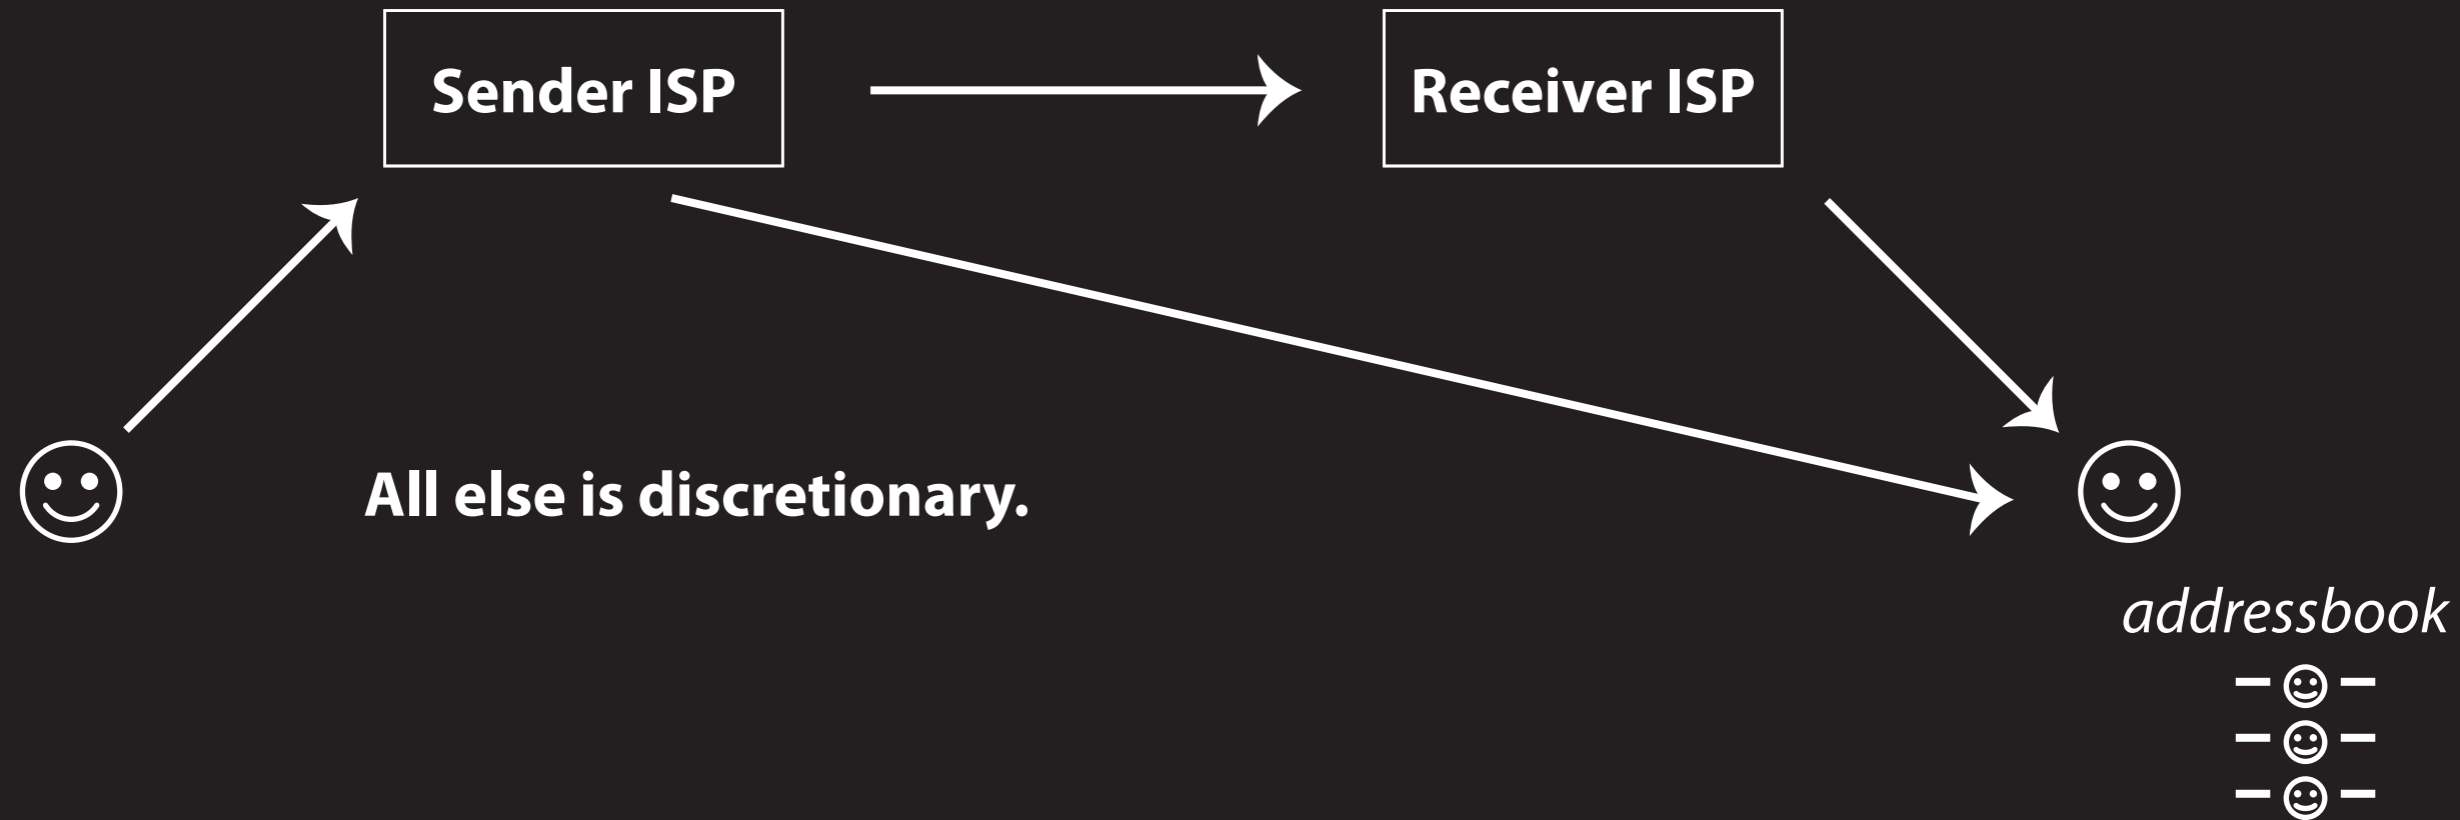 Sender ISP
Receiver ISP
All else is discretionary.
addressbook